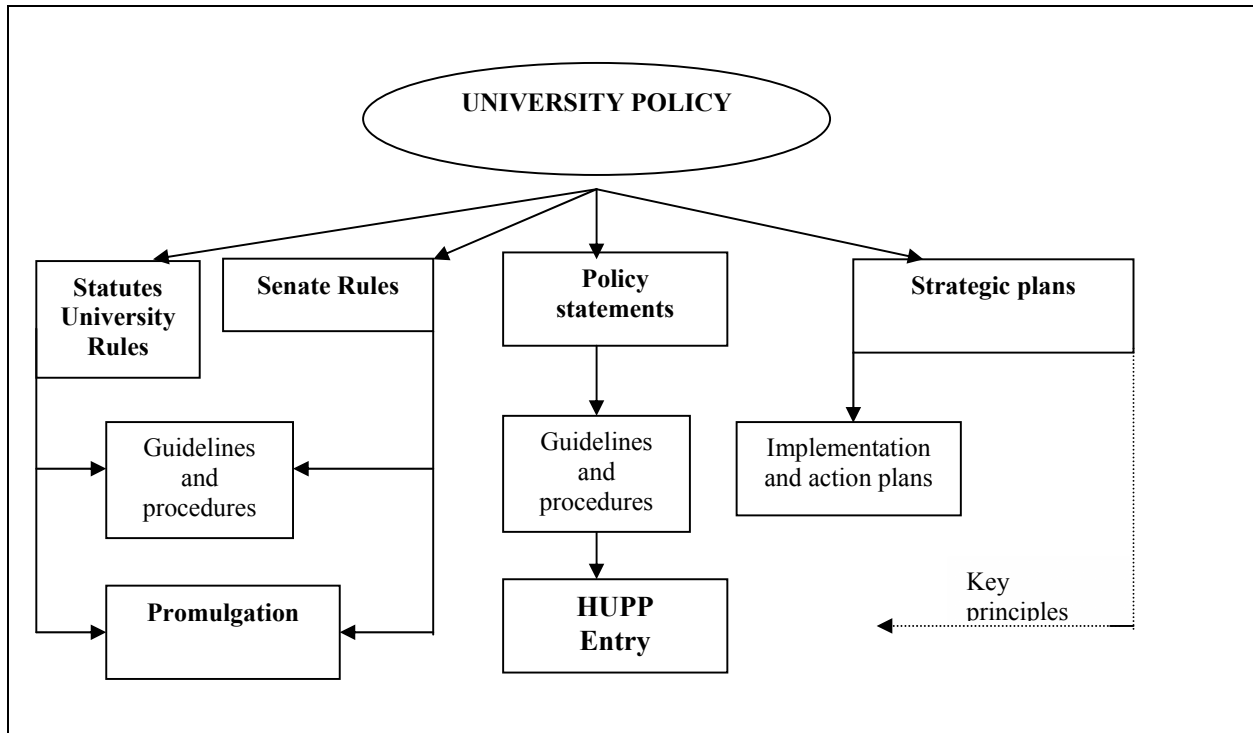 UNIVERSITY POLICY
Statutes
University
Rules
Senate Rules
Policy
statements
Strategic plans
Guidelines
and
procedures
Guidelines
and
procedures
Implementation
and action plans
Promulgation
HUPP
Entry
Key
principles